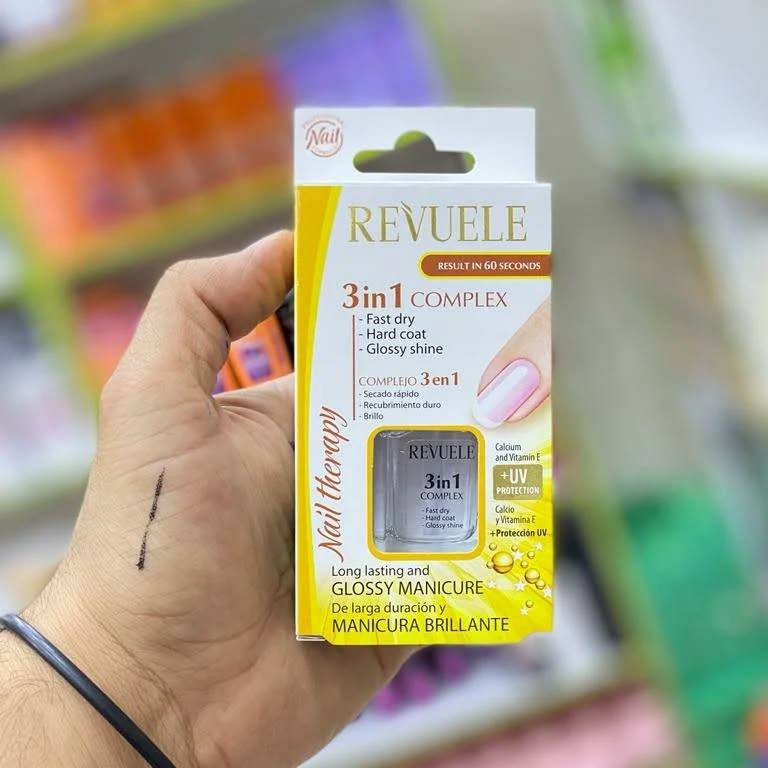 Nail
REVUELE
RESULT IN 60 SECONDS
3 in 1 COMPLEX
- Fast dry
- Hard coat
- Glossy shine
COMPLEJO 3 en 1
- Secado rápido
- Recubrimiento duro
- Brillo
Nail therapy
REVUELE
3 in 1
COMPLEX
- Fast dry
- Hard coat
- Glossy shine
Calcium
and Vitamin E
+UV
PROTECTION
Calcio
y Vitamina E
+Protección UV
Long lasting and
GLOSSY MANICURE
De larga duración y
MANICURA BRILLANTE